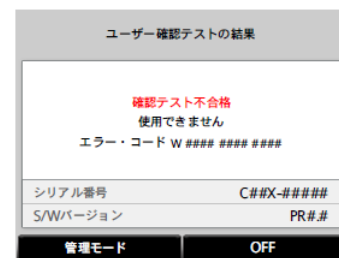 ユーザー確認テストの結果
確認テスト不合格
使用できません
エラー・コード W #### #### ####
シリアル番号 C##X-#####
S/Wバージョン PR#.#
管理モード OFF